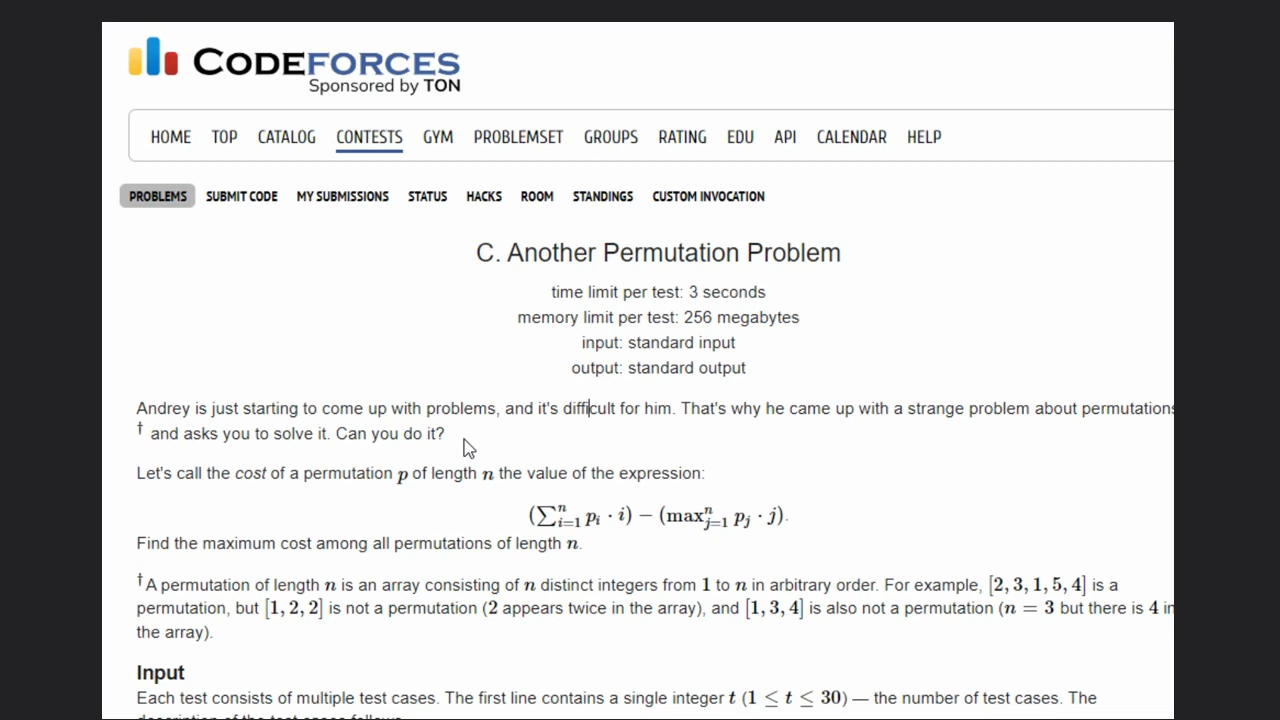 CODEFORCES
Sponsored by TON
HOME TOP CATALOG CONTESTS GYM PROBLEMSET GROUPS RATING EDU API CALENDAR HELP
PROBLEMS SUBMIT CODE MY SUBMISSIONS STATUS HACKS ROOM STANDINGS CUSTOM INVOCATION
C. Another Permutation Problem
time limit per test: 3 seconds
memory limit per test: 256 megabytes
input: standard input
output: standard output
Andrey is just starting to come up with problems, and it's difficult for him. That's why he came up with a strange problem about permutations
† and asks you to solve it. Can you do it?
Let's call the cost of a permutation p of length n the value of the expression:
(∑ⁿᵢ₌₁ pᵢ · i) − (maxⁿⱼ₌₁ pⱼ · j).
Find the maximum cost among all permutations of length n.
†A permutation of length n is an array consisting of n distinct integers from 1 to n in arbitrary order. For example, [2, 3, 1, 5, 4] is a
permutation, but [1, 2, 2] is not a permutation (2 appears twice in the array), and [1, 3, 4] is also not a permutation (n = 3 but there is 4 in
the array).
Input
Each test consists of multiple test cases. The first line contains a single integer t (1 ≤ t ≤ 30) — the number of test cases. The
description of the test cases follows.